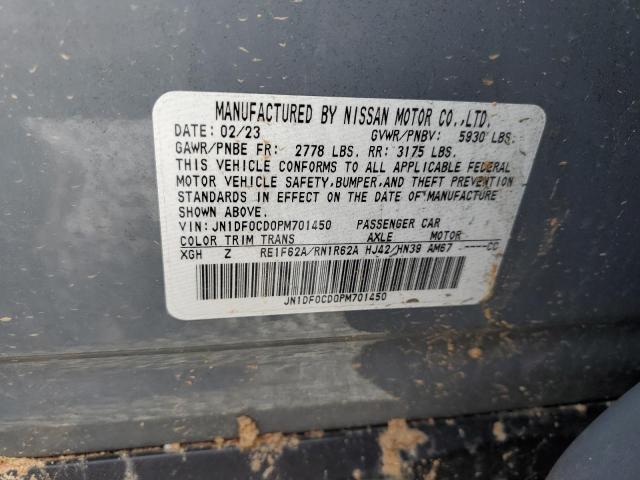 MANUFACTURED BY NISSAN MOTOR CO.,LTD.
DATE: 02/23 GVWR/PNBV: 5930 LBS.
GAWR/PNBE FR: 2778 LBS. RR: 3175 LBS.
THIS VEHICLE CONFORMS TO ALL APPLICABLE FEDERAL
MOTOR VEHICLE SAFETY,BUMPER,AND THEFT PREVENTION
STANDARDS IN EFFECT ON THE DATE OF MANUFACTURE
SHOWN ABOVE.
VIN: JN1DF0CD0PM701450 PASSENGER CAR
COLOR TRIM TRANS AXLE MOTOR
XGH Z RE1F62A/RN1R62A HJ42/HN39 AM67 ----CC
JN1DF0CD0PM701450